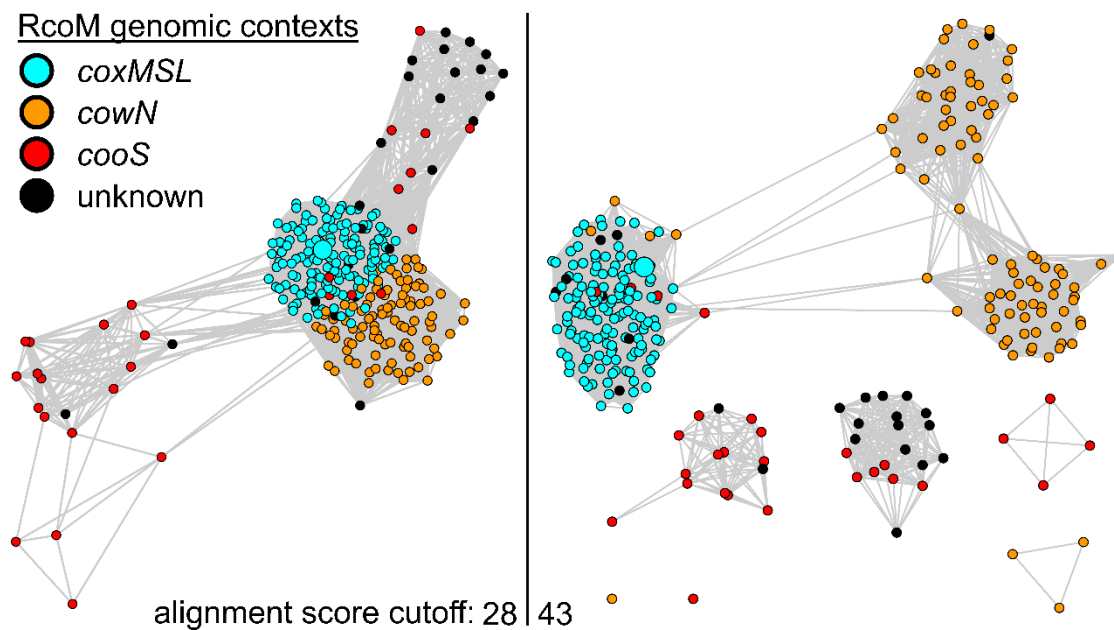 RcoM genomic contexts
coxMSL
cowN
cooS
unknown
alignment score cutoff: 28 | 43